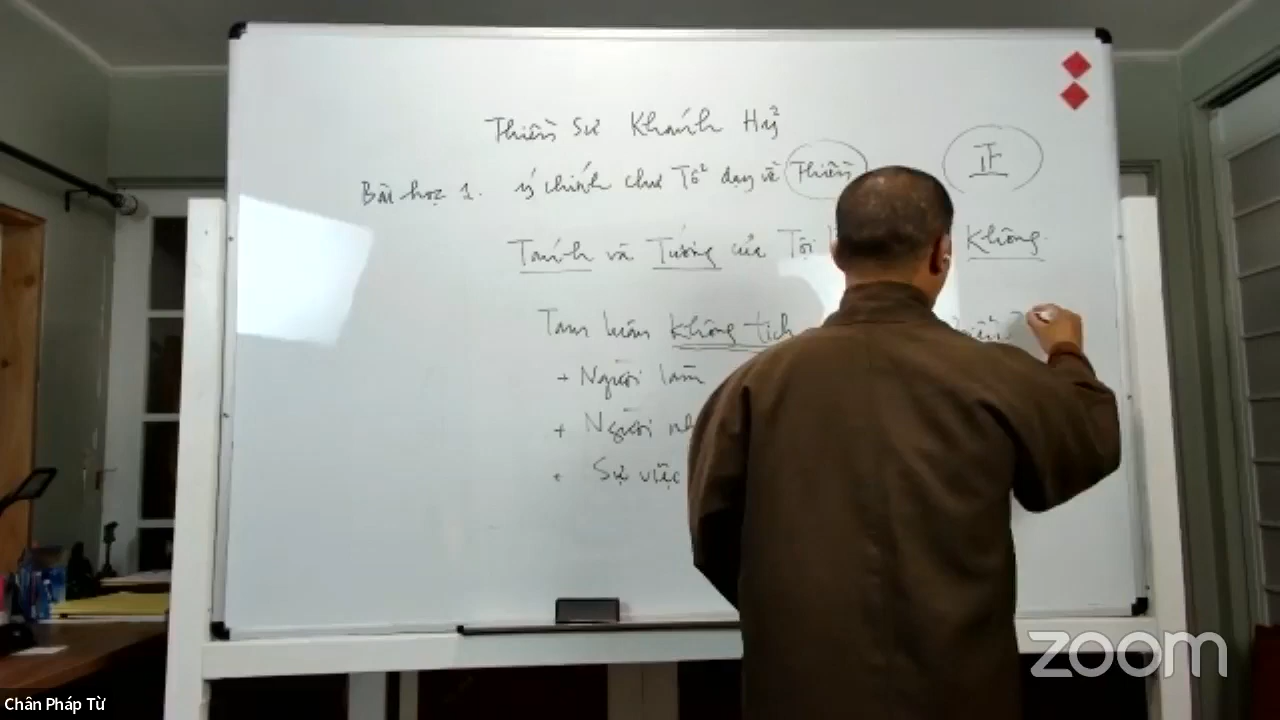 Thiền Sư Khánh Hỷ
Bài học 1. ý chính chư Tổ dạy về Thiền 正
Tánh và Tướng của Tội Không
Tam luân không tịch
+ Người làm
+ Người
+ Sự việc
zoom
Chân Pháp Từ